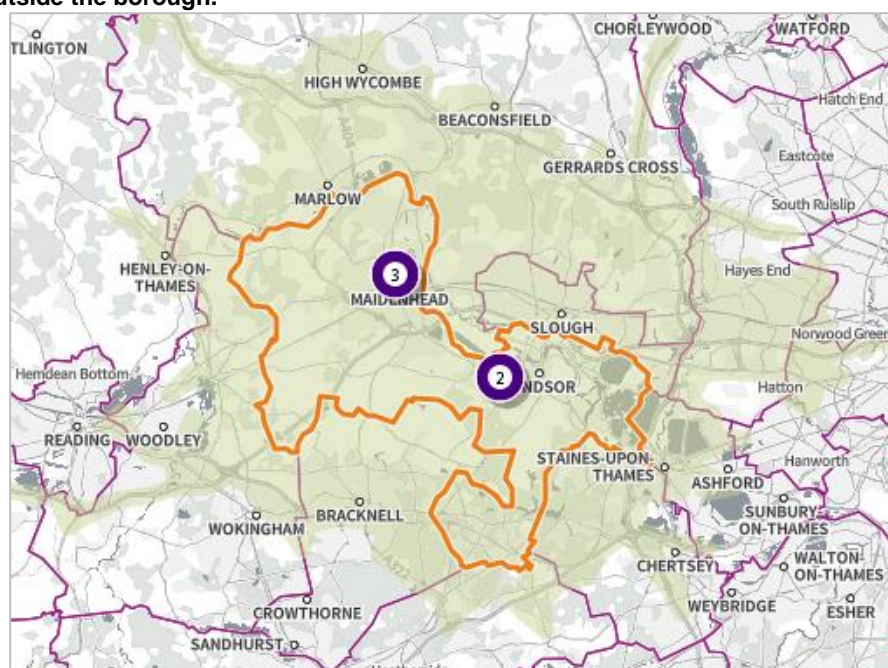 outside the borough.
TLINGTON
CHORLEYWOOD
WATFORD
HIGH WYCOMBE
Hatch End
BEACONSFIELD
Eastcote
GERRARDS CROSS
MARLOW
South Ruislip
HENLEY-ON-
THAMES
3
Hayes End
MAIDENHEAD
SLOUGH
Norwood Green
Hemdean Bottom
2
NDSOR
Hatton
READING
WOODLEY
STAINES-UPON-
THAMES
Hanworth
ASHFORD
WOKINGHAM
BRACKNELL
SUNBURY-
ON-THAMES
CHERTSEY
WALTON-
ON-THAMES
CROWTHORNE
WEYBRIDGE
ESHER
SANDHURST